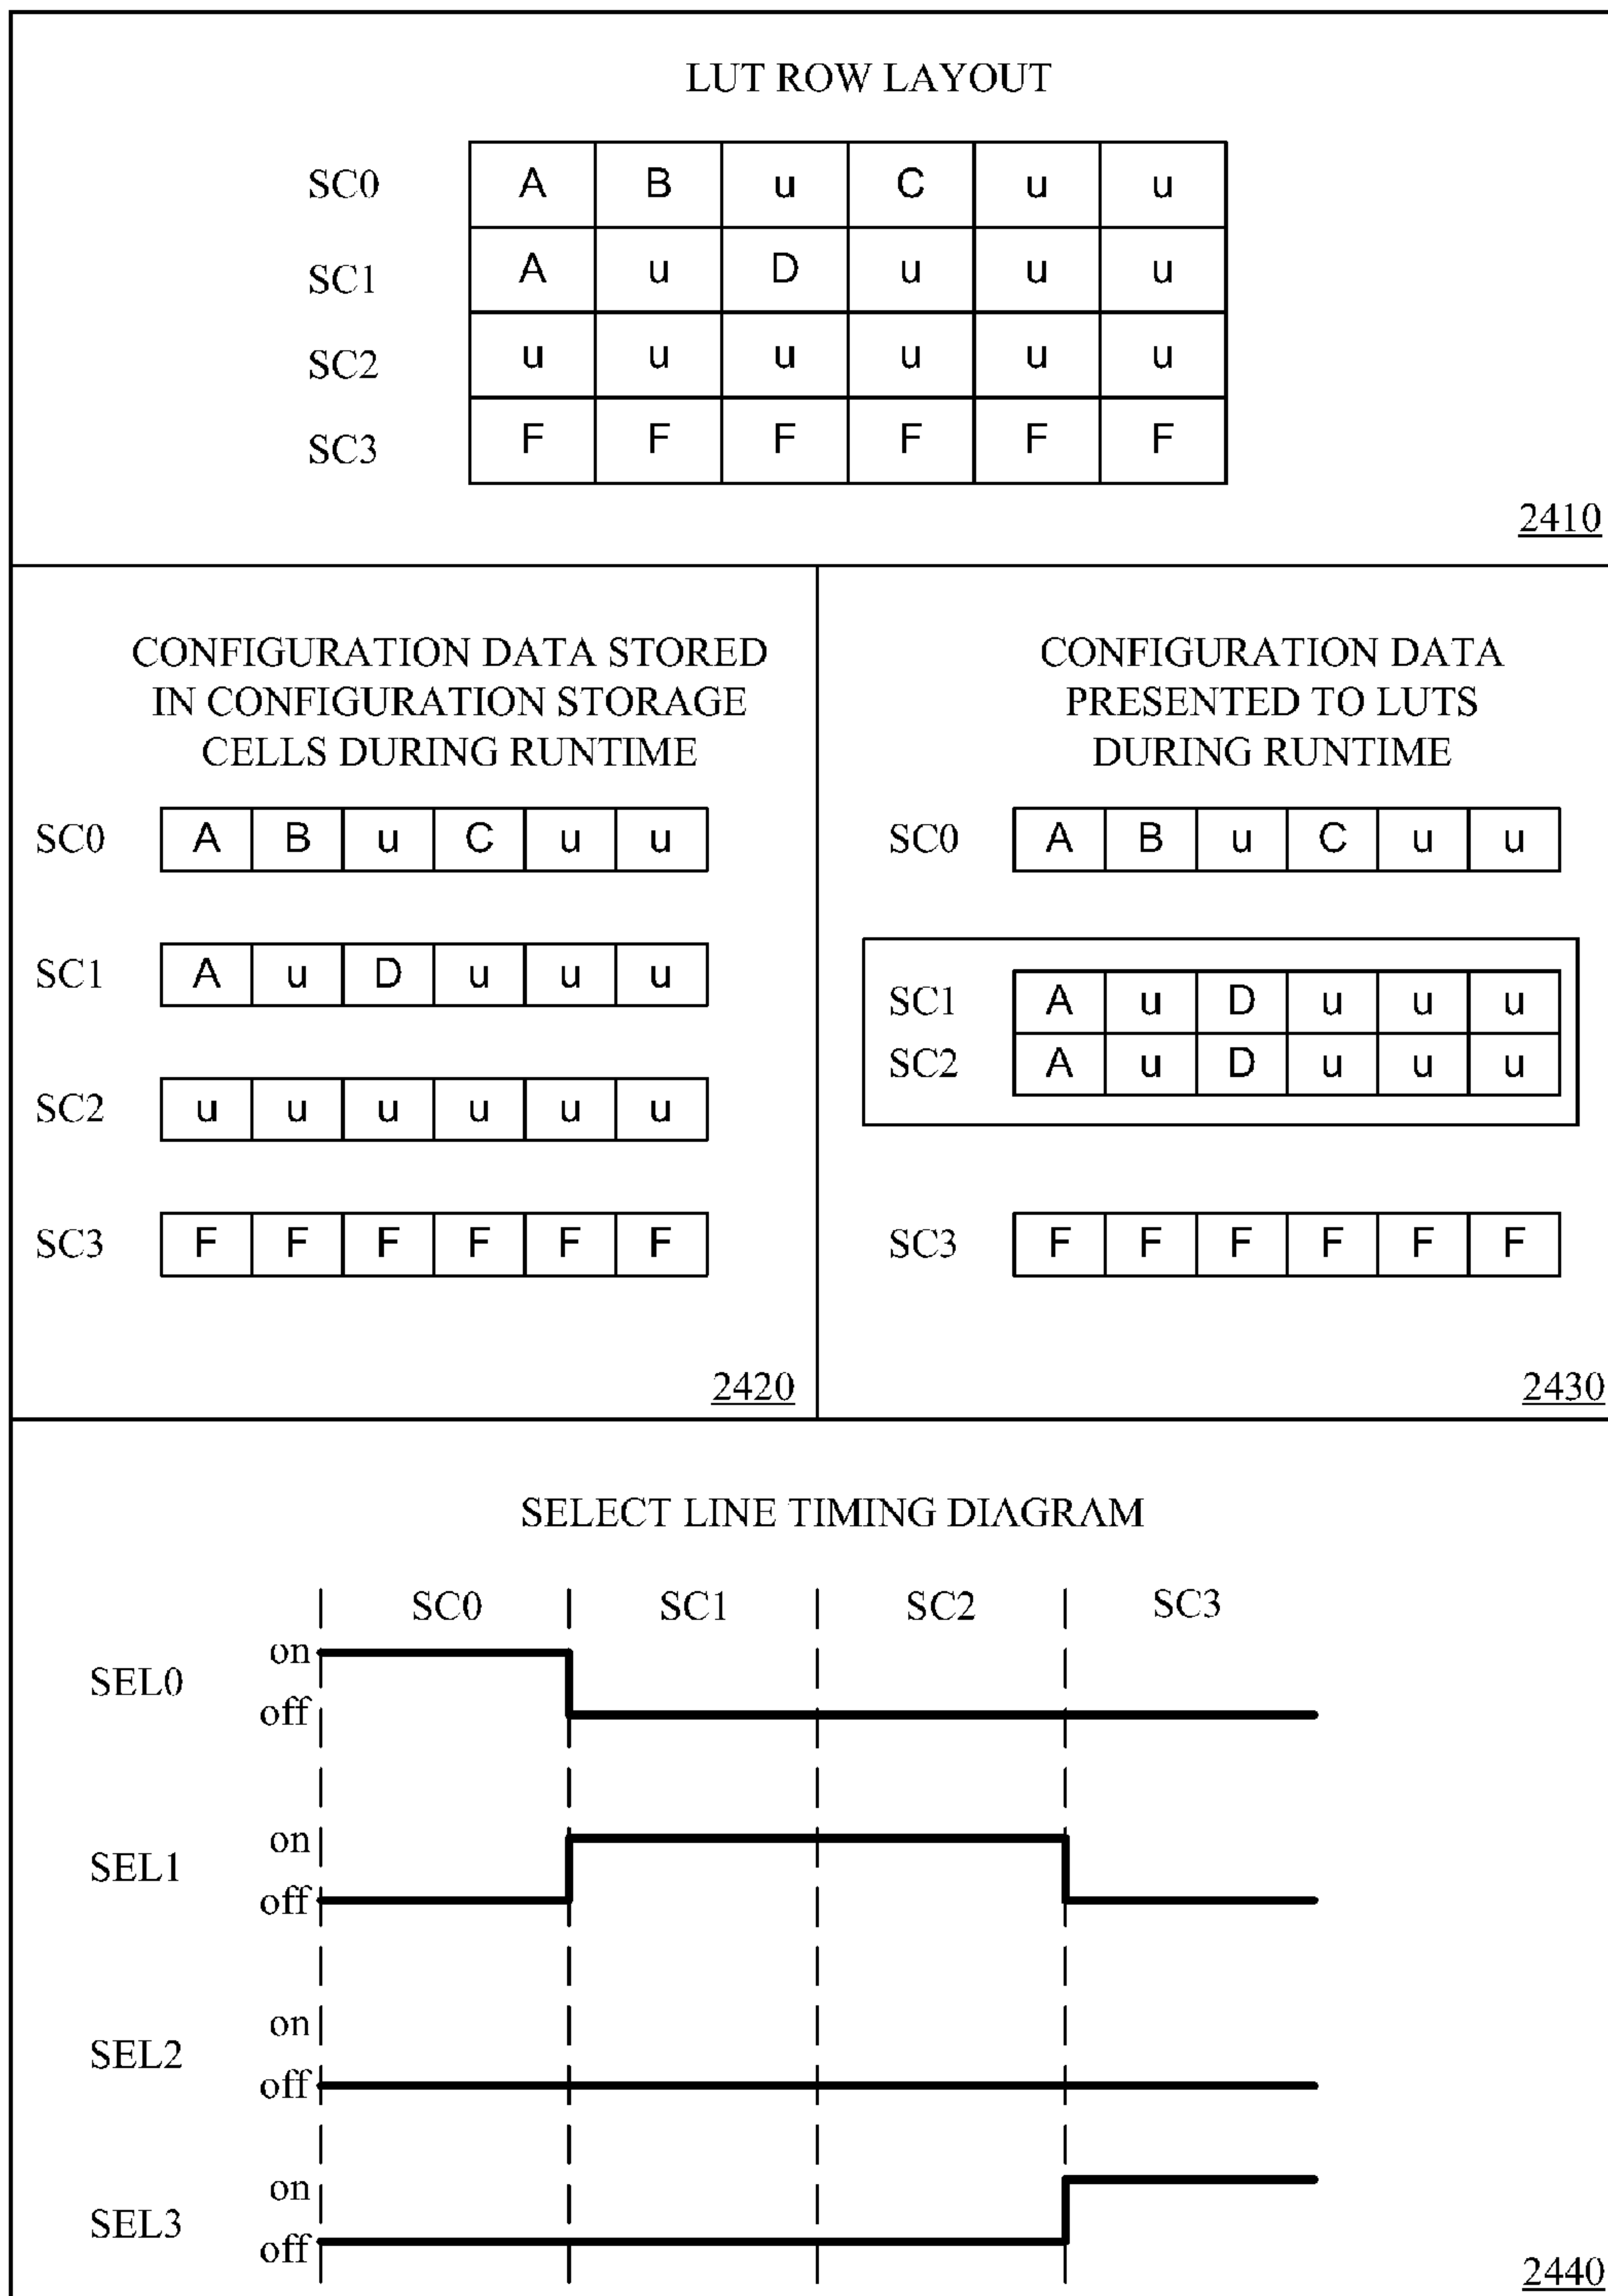 LUT ROW LAYOUT
SC0 A B u C u u
SC1 A u D u u u
SC2 u u u u u u
SC3 F F F F F F
2410
CONFIGURATION DATA STORED
IN CONFIGURATION STORAGE
CELLS DURING RUNTIME
SC0 A B u C u u
SC1 A u D u u u
SC2 u u u u u u
SC3 F F F F F F
2420
CONFIGURATION DATA
PRESENTED TO LUTS
DURING RUNTIME
SC0 A B u C u u
SC1 A u D u u u
SC2 A u D u u u
SC3 F F F F F F
2430
SELECT LINE TIMING DIAGRAM
SC0 SC1 SC2 SC3
SEL0 on
off
SEL1 on
off
SEL2 on
off
SEL3 on
off
2440